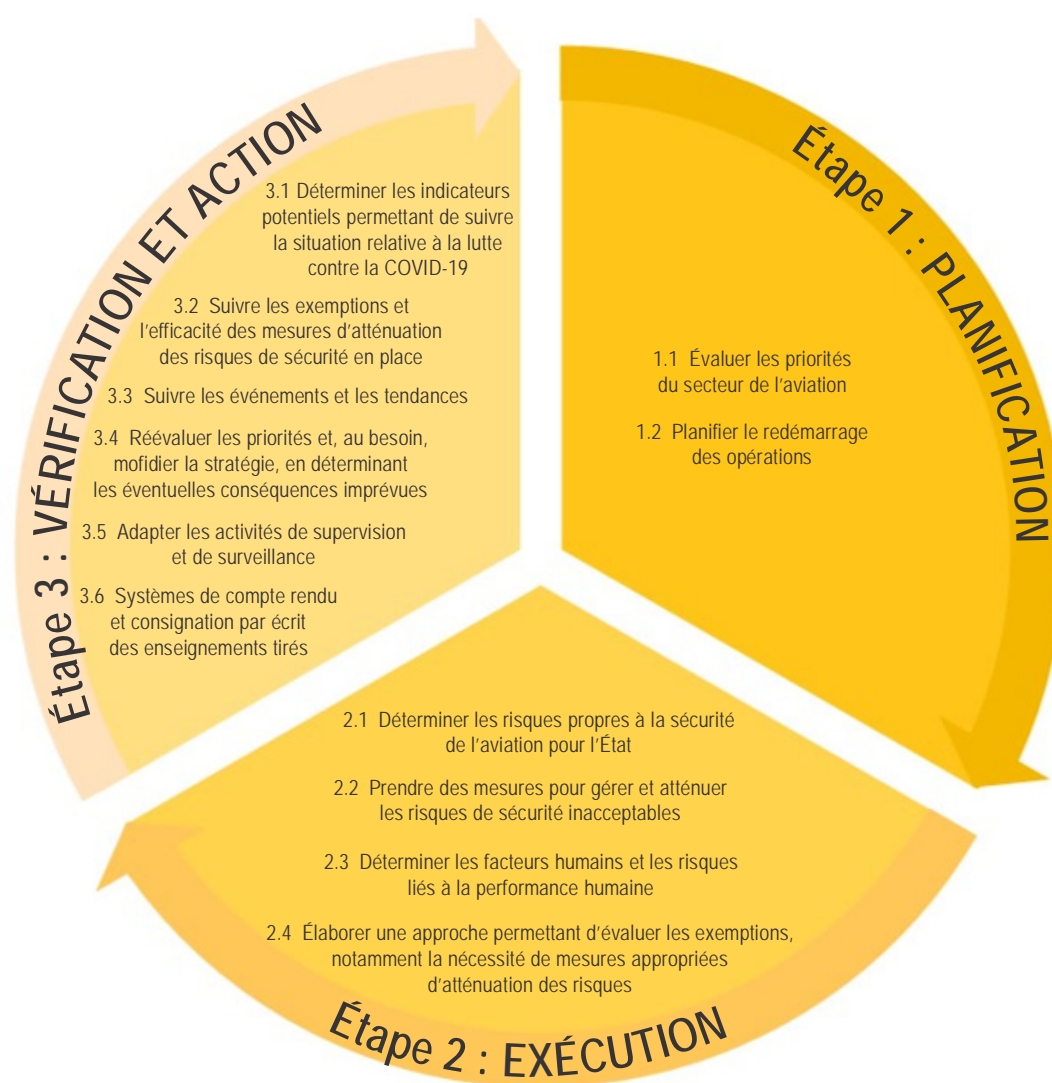 Étape 1 : PLANIFICATION
1.1 Évaluer les priorités
du secteur de l'aviation
1.2 Planifier le redémarrage
des opérations
Étape 2 : EXÉCUTION
2.1 Déterminer les risques propres à la sécurité
de l'aviation pour l'État
2.2 Prendre des mesures pour gérer et atténuer
les risques de sécurité inacceptables
2.3 Déterminer les facteurs humains et les risques
liés à la performance humaine
2.4 Élaborer une approche permettant d'évaluer les exemptions,
notamment la nécessité de mesures appropriées
d'atténuation des risques
Étape 3 : VÉRIFICATION ET ACTION
3.1 Déterminer les indicateurs
potentiels permettant de suivre
la situation relative à la lutte
contre la COVID-19
3.2 Suivre les exemptions et
l'efficacité des mesures d'atténuation
des risques de sécurité en place
3.3 Suivre les événements et les tendances
3.4 Réévaluer les priorités et, au besoin,
mofidier la stratégie, en déterminant
les éventuelles conséquences imprévues
3.5 Adapter les activités de supervision
et de surveillance
3.6 Systèmes de compte rendu
et consignation par écrit
des enseignements tirés